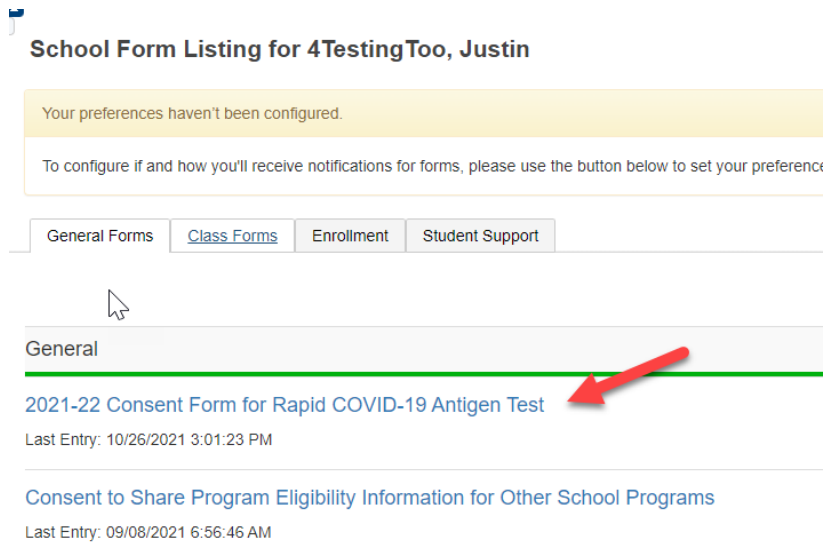 School Form Listing for 4TestingToo, Justin
Your preferences haven't been configured.
To configure if and how you'll receive notifications for forms, please use the button below to set your preference
General Forms Class Forms Enrollment Student Support
General
2021-22 Consent Form for Rapid COVID-19 Antigen Test
Last Entry: 10/26/2021 3:01:23 PM
Consent to Share Program Eligibility Information for Other School Programs
Last Entry: 09/08/2021 6:56:46 AM